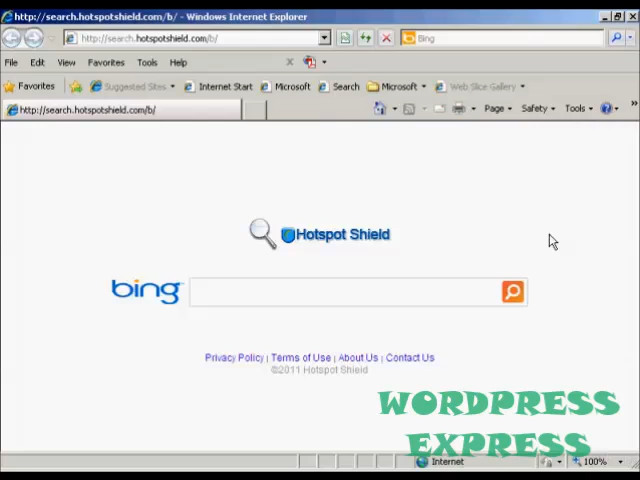 http://search.hotspotshield.com/b/ - Windows Internet Explorer
http://search.hotspotshield.com/b/
Bing
File Edit View Favorites Tools Help
Favorites Suggested Sites Internet Start Microsoft Search Microsoft Web Slice Gallery
http://search.hotspotshield.com/b/
Page Safety Tools
Hotspot Shield
bing
Privacy Policy | Terms of Use | About Us | Contact Us
©2011 Hotspot Shield
WORDPRESS
EXPRESS
Internet 100%